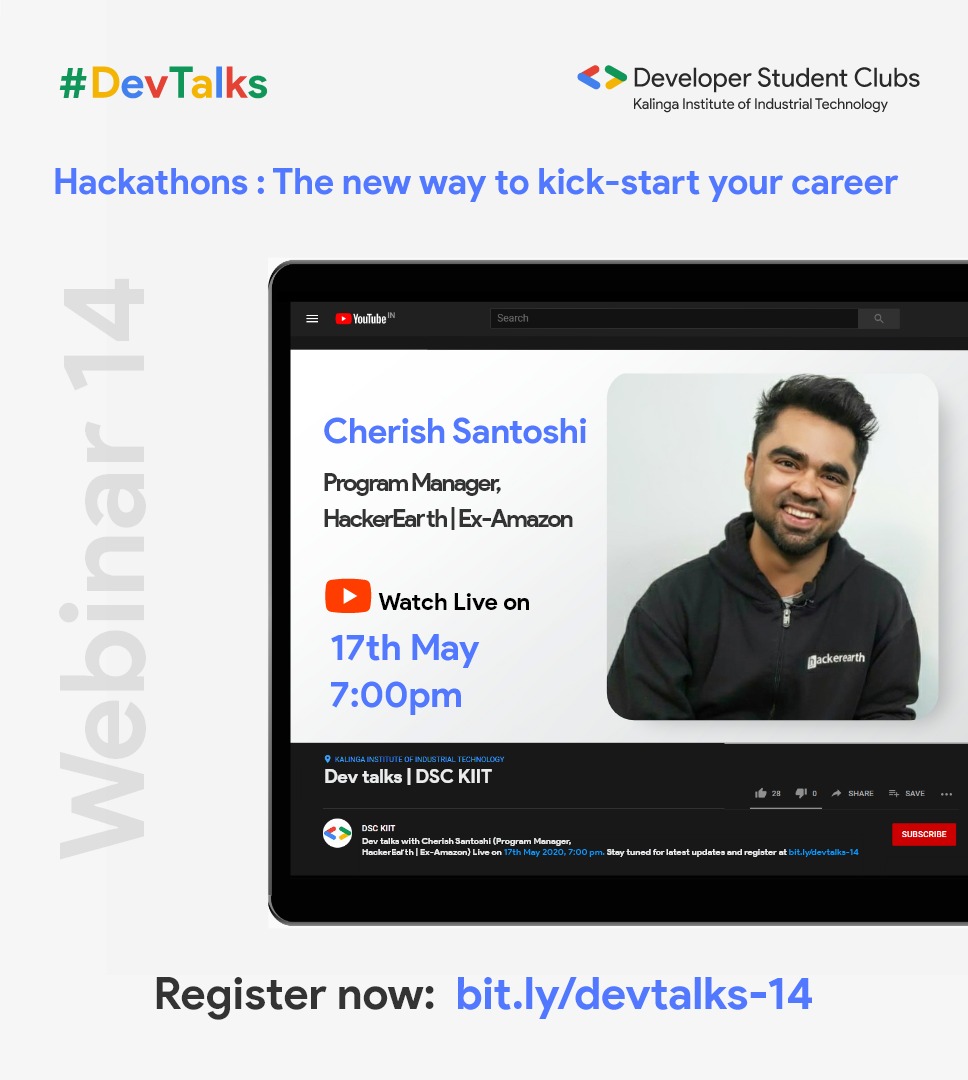 #DevTalks
Developer Student Clubs
Kalinga Institute of Industrial Technology
Hackathons : The new way to kick-start your career
Webinar 14
YouTube IN
Search
Cherish Santoshi
Program Manager,
HackerEarth | Ex-Amazon
Watch Live on
17th May
7:00pm
hackerearth
KALINGA INSTITUTE OF INDUSTRIAL TECHNOLOGY
Dev talks | DSC KIIT
28
0
SHARE
SAVE
DSC KIIT
Dev talks with Cherish Santoshi (Program Manager,
HackerEarth | Ex-Amazon) Live on 17th May 2020, 7:00 pm. Stay tuned for latest updates and register at bit.ly/devtalks-14
SUBSCRIBE
Register now: bit.ly/devtalks-14